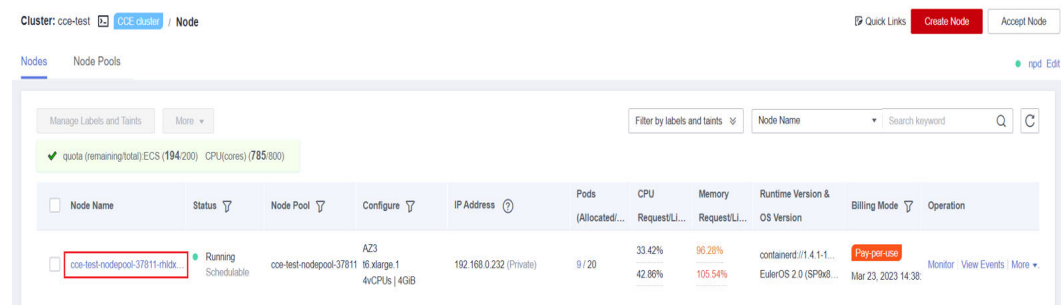 Cluster: cce-test CCE cluster / Node
Quick Links Create Node Accept Node
Nodes Node Pools
npd Edit
Manage Labels and Taints More
Filter by labels and taints Node Name Search keyword
quota (remaining/total):ECS (194/200) CPU(cores) (785/800)
Node Name Status Node Pool Configure IP Address Pods (Allocated/... CPU Request/Li... Memory Request/Li... Runtime Version & OS Version Billing Mode Operation
cce-test-nodepool-37811-rhldx...
Running
Schedulable
cce-test-nodepool-37811
AZ3
t6.xlarge.1
4vCPUs | 4GiB
192.168.0.232 (Private)
9 / 20
33.42%
42.86%
96.28%
105.54%
containerd://1.4.1-1...
EulerOS 2.0 (SP9x8...
Pay-per-use
Mar 23, 2023 14:38:
Monitor View Events More